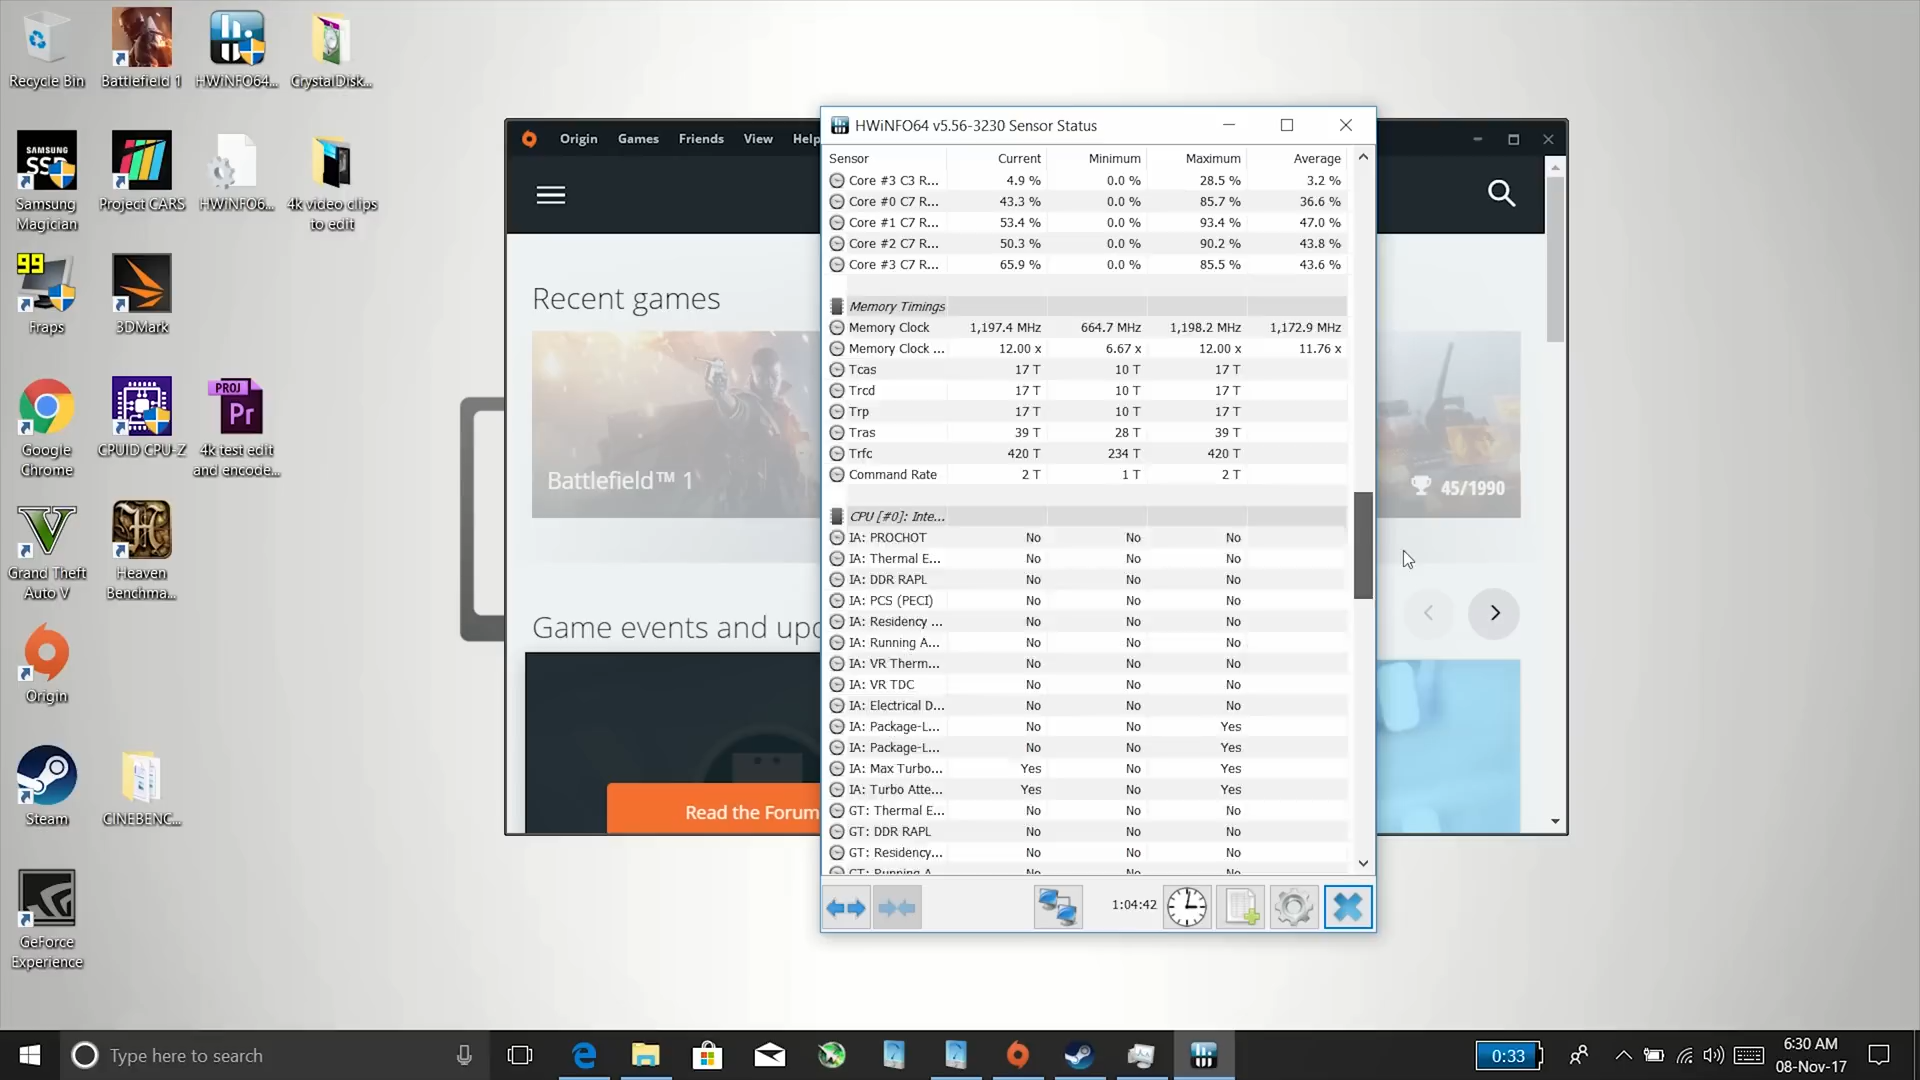 Recycle Bin
Battlefield 1
HWiNFO64...
CrystalDisk...
SAMSUNG
SSD
Samsung
Magician
Project CARS
HWiNFO6...
4k video clips
to edit
99
Fraps
3DMark
Google
Chrome
CPUID CPU-Z
PROJ
Pr
4k test edit
and encode...
Grand Theft
Auto V
Heaven
Benchma...
Origin
Steam
CINEBENC...
GeForce
Experience
Origin Games Friends View Help
Recent games
Battlefield™ 1
45/1990
Game events and upd
Read the Forum
HWiNFO64 v5.56-3230 Sensor Status
Sensor Current Minimum Maximum Average
Core #3 C3 R... 4.9 % 0.0 % 28.5 % 3.2 %
Core #0 C7 R... 43.3 % 0.0 % 85.7 % 36.6 %
Core #1 C7 R... 53.4 % 0.0 % 93.4 % 47.0 %
Core #2 C7 R... 50.3 % 0.0 % 90.2 % 43.8 %
Core #3 C7 R... 65.9 % 0.0 % 85.5 % 43.6 %
Memory Timings
Memory Clock 1,197.4 MHz 664.7 MHz 1,198.2 MHz 1,172.9 MHz
Memory Clock ... 12.00 x 6.67 x 12.00 x 11.76 x
Tcas 17 T 10 T 17 T
Trcd 17 T 10 T 17 T
Trp 17 T 10 T 17 T
Tras 39 T 28 T 39 T
Trfc 420 T 234 T 420 T
Command Rate 2 T 1 T 2 T
CPU [#0]: Inte...
IA: PROCHOT No No No
IA: Thermal E... No No No
IA: DDR RAPL No No No
IA: PCS (PECI) No No No
IA: Residency ... No No No
IA: Running A... No No No
IA: VR Therm... No No No
IA: VR TDC No No No
IA: Electrical D... No No No
IA: Package-L... No No Yes
IA: Package-L... No No Yes
IA: Max Turbo... Yes No Yes
IA: Turbo Atte... Yes No Yes
GT: Thermal E... No No No
GT: DDR RAPL No No No
GT: Residency... No No No
GT: Running A No No No
1:04:42
Type here to search
0:33
6:30 AM
08-Nov-17